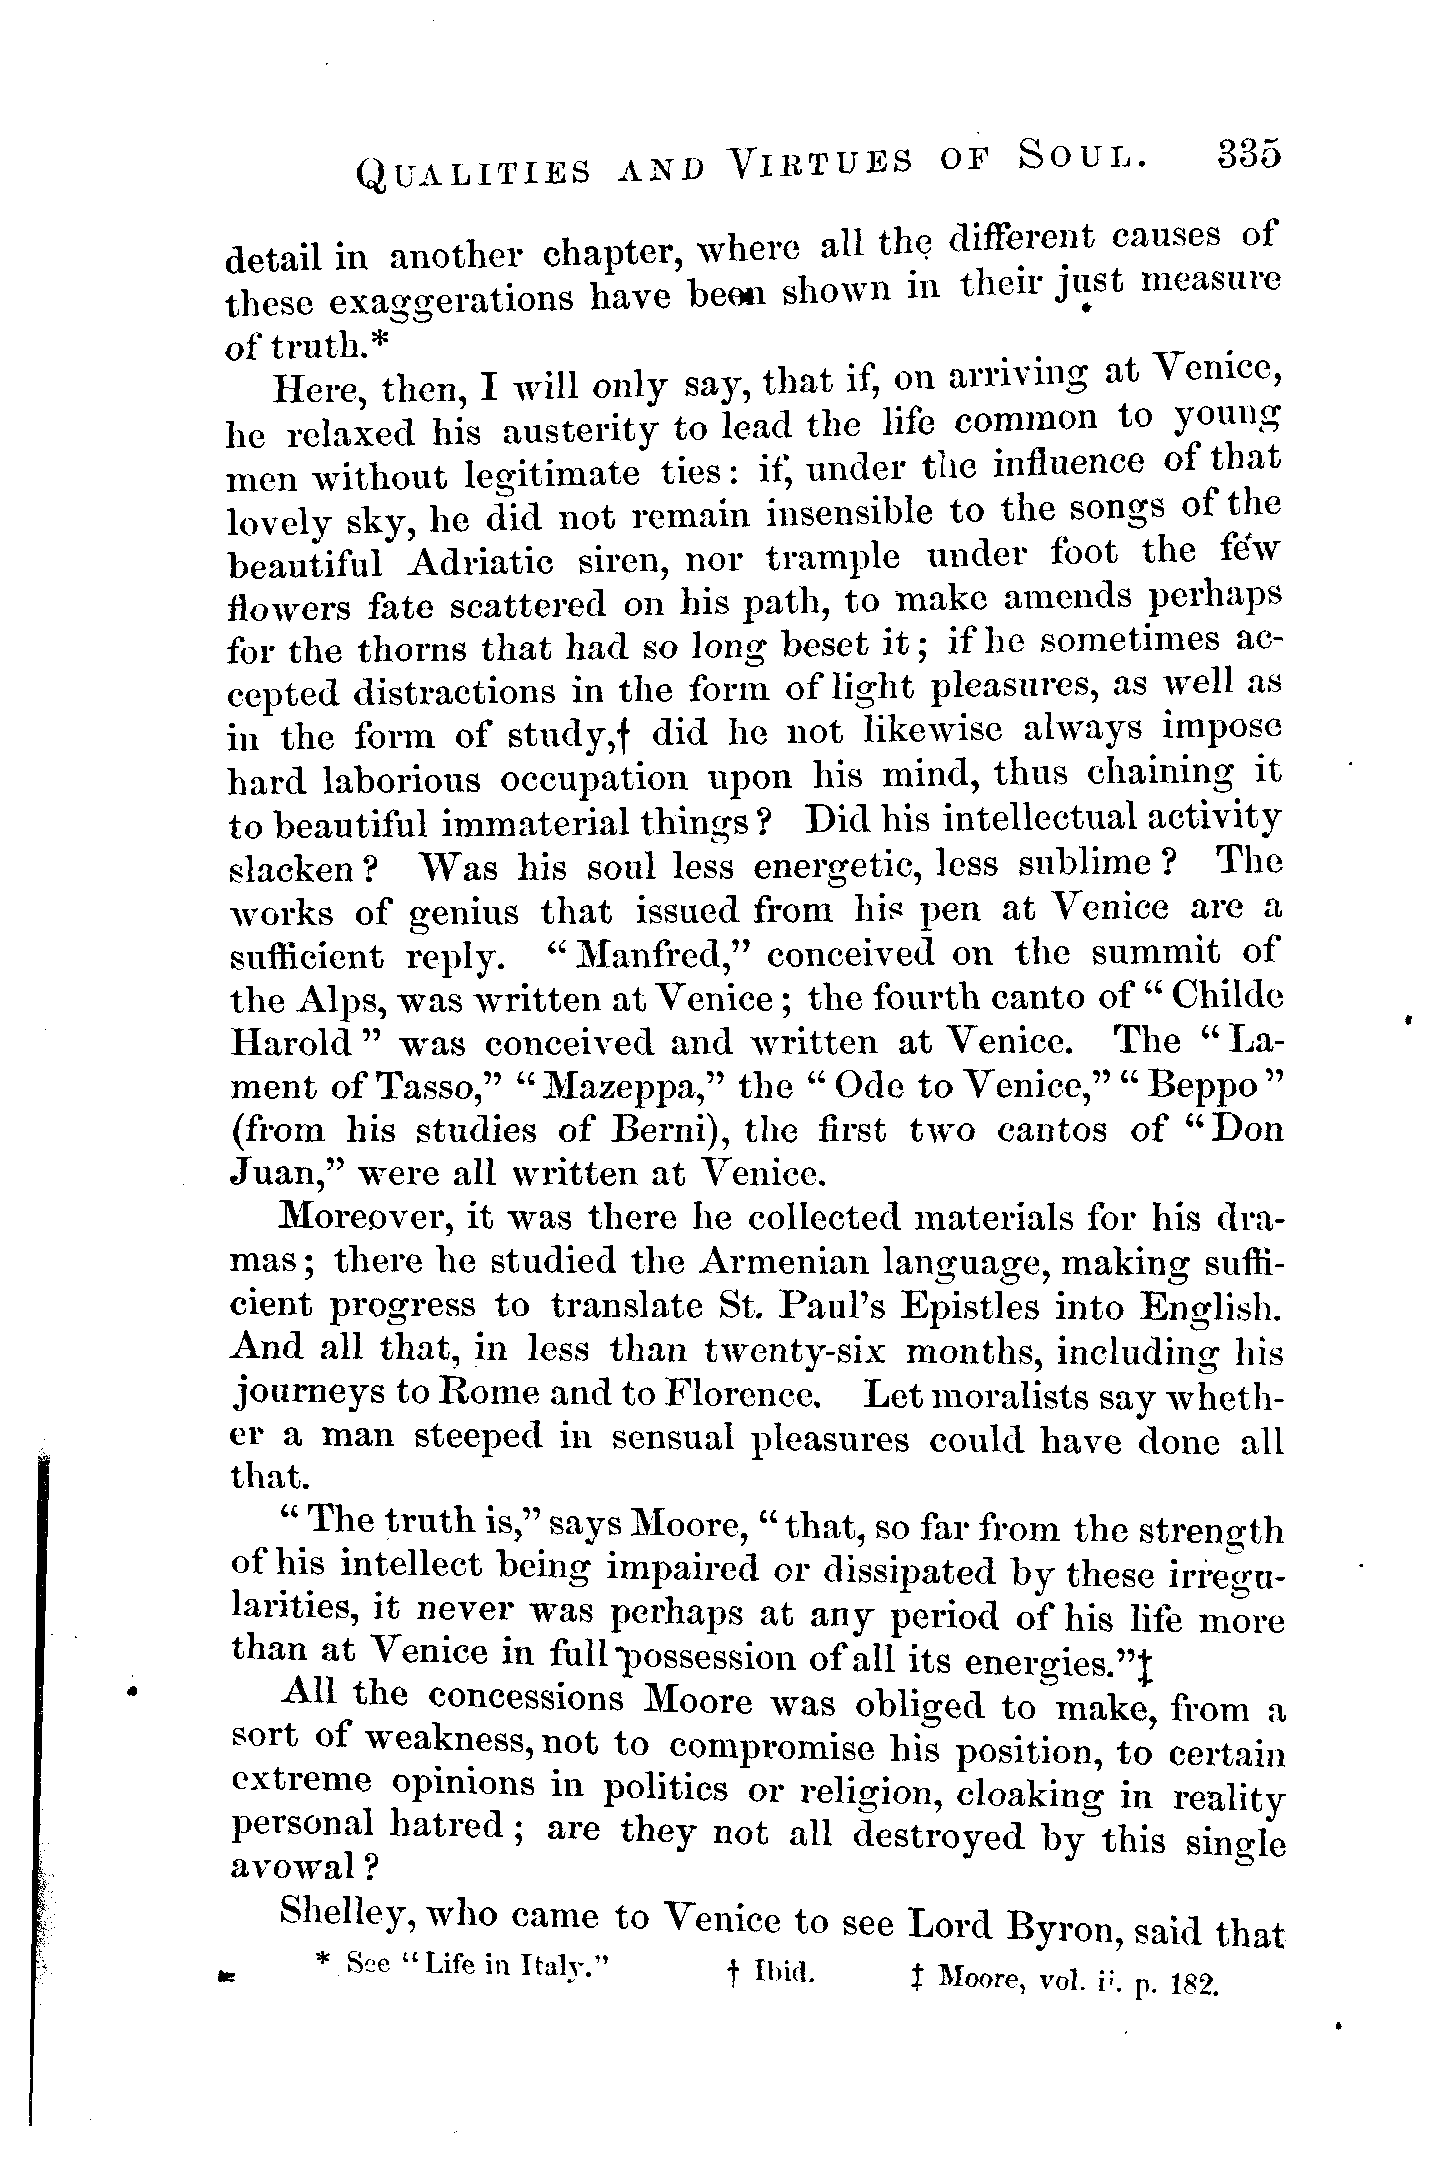 QUALITIES AND VIRTUES OF SOUL. 335
detail in another chapter, where all the different causes of
these exaggerations have been shown in their just measure
of truth.*
Here, then, I will only say, that if, on arriving at Venice,
he relaxed his austerity to lead the life common to young
men without legitimate ties: if, under the influence of that
lovely sky, he did not remain insensible to the songs of the
beautiful Adriatic siren, nor trample under foot the few
flowers fate scattered on his path, to make amends perhaps
for the thorns that had so long beset it; if he sometimes ac-
cepted distractions in the form of light pleasures, as well as
in the form of study,† did he not likewise always impose
hard laborious occupation upon his mind, thus chaining it
to beautiful immaterial things? Did his intellectual activity
slacken? Was his soul less energetic, less sublime? The
works of genius that issued from his pen at Venice are a
sufficient reply. "Manfred," conceived on the summit of
the Alps, was written at Venice; the fourth canto of "Childe
Harold" was conceived and written at Venice. The "La-
ment of Tasso," "Mazeppa," the "Ode to Venice," "Beppo"
(from his studies of Berni), the first two cantos of "Don
Juan," were all written at Venice.
Moreover, it was there he collected materials for his dra-
mas; there he studied the Armenian language, making suffi-
cient progress to translate St. Paul's Epistles into English.
And all that, in less than twenty-six months, including his
journeys to Rome and to Florence. Let moralists say wheth-
er a man steeped in sensual pleasures could have done all
that.
"The truth is," says Moore, "that, so far from the strength
of his intellect being impaired or dissipated by these irregu-
larities, it never was perhaps at any period of his life more
than at Venice in full possession of all its energies."‡
All the concessions Moore was obliged to make, from a
sort of weakness, not to compromise his position, to certain
extreme opinions in politics or religion, cloaking in reality
personal hatred; are they not all destroyed by this single
avowal?
Shelley, who came to Venice to see Lord Byron, said that
* See "Life in Italy." † Ibid. ‡ Moore, vol. ii. p. 182.